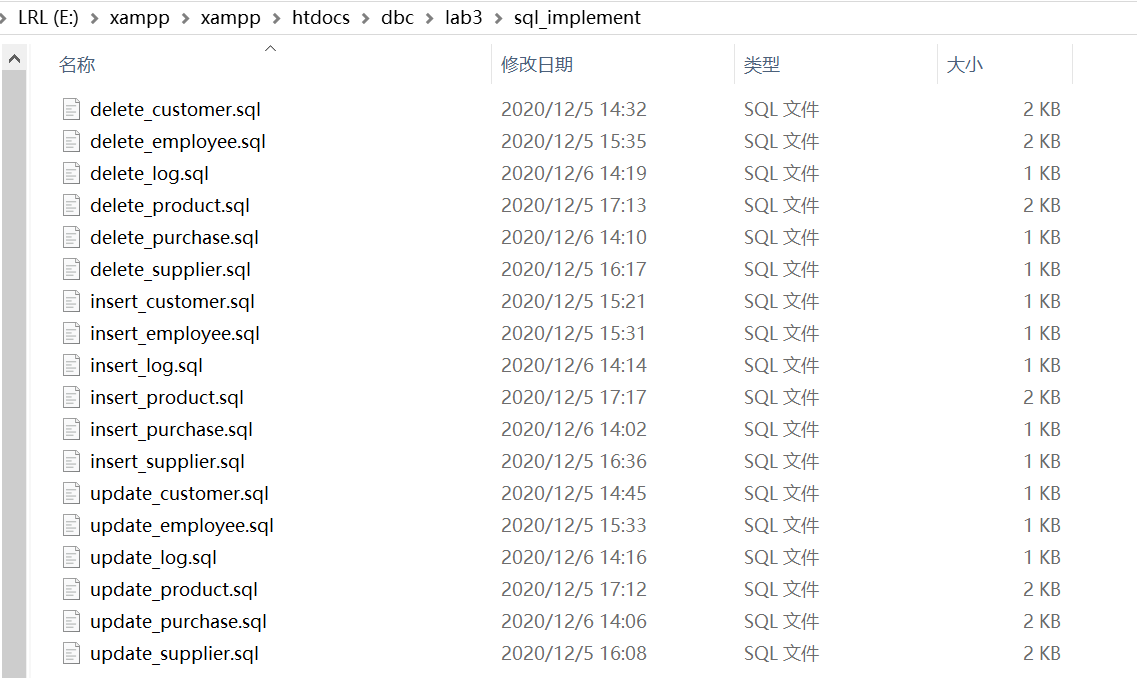 LRL (E:) > xampp > xampp > htdocs > dbc > lab3 > sql_implement
名称 修改日期 类型 大小
delete_customer.sql 2020/12/5 14:32 SQL 文件 2 KB
delete_employee.sql 2020/12/5 15:35 SQL 文件 2 KB
delete_log.sql 2020/12/6 14:19 SQL 文件 1 KB
delete_product.sql 2020/12/5 17:13 SQL 文件 2 KB
delete_purchase.sql 2020/12/6 14:10 SQL 文件 1 KB
delete_supplier.sql 2020/12/5 16:17 SQL 文件 1 KB
insert_customer.sql 2020/12/5 15:21 SQL 文件 1 KB
insert_employee.sql 2020/12/5 15:31 SQL 文件 1 KB
insert_log.sql 2020/12/6 14:14 SQL 文件 1 KB
insert_product.sql 2020/12/5 17:17 SQL 文件 2 KB
insert_purchase.sql 2020/12/6 14:02 SQL 文件 1 KB
insert_supplier.sql 2020/12/5 16:36 SQL 文件 1 KB
update_customer.sql 2020/12/5 14:45 SQL 文件 1 KB
update_employee.sql 2020/12/5 15:33 SQL 文件 1 KB
update_log.sql 2020/12/6 14:16 SQL 文件 1 KB
update_product.sql 2020/12/5 17:12 SQL 文件 2 KB
update_purchase.sql 2020/12/6 14:06 SQL 文件 2 KB
update_supplier.sql 2020/12/5 16:08 SQL 文件 2 KB